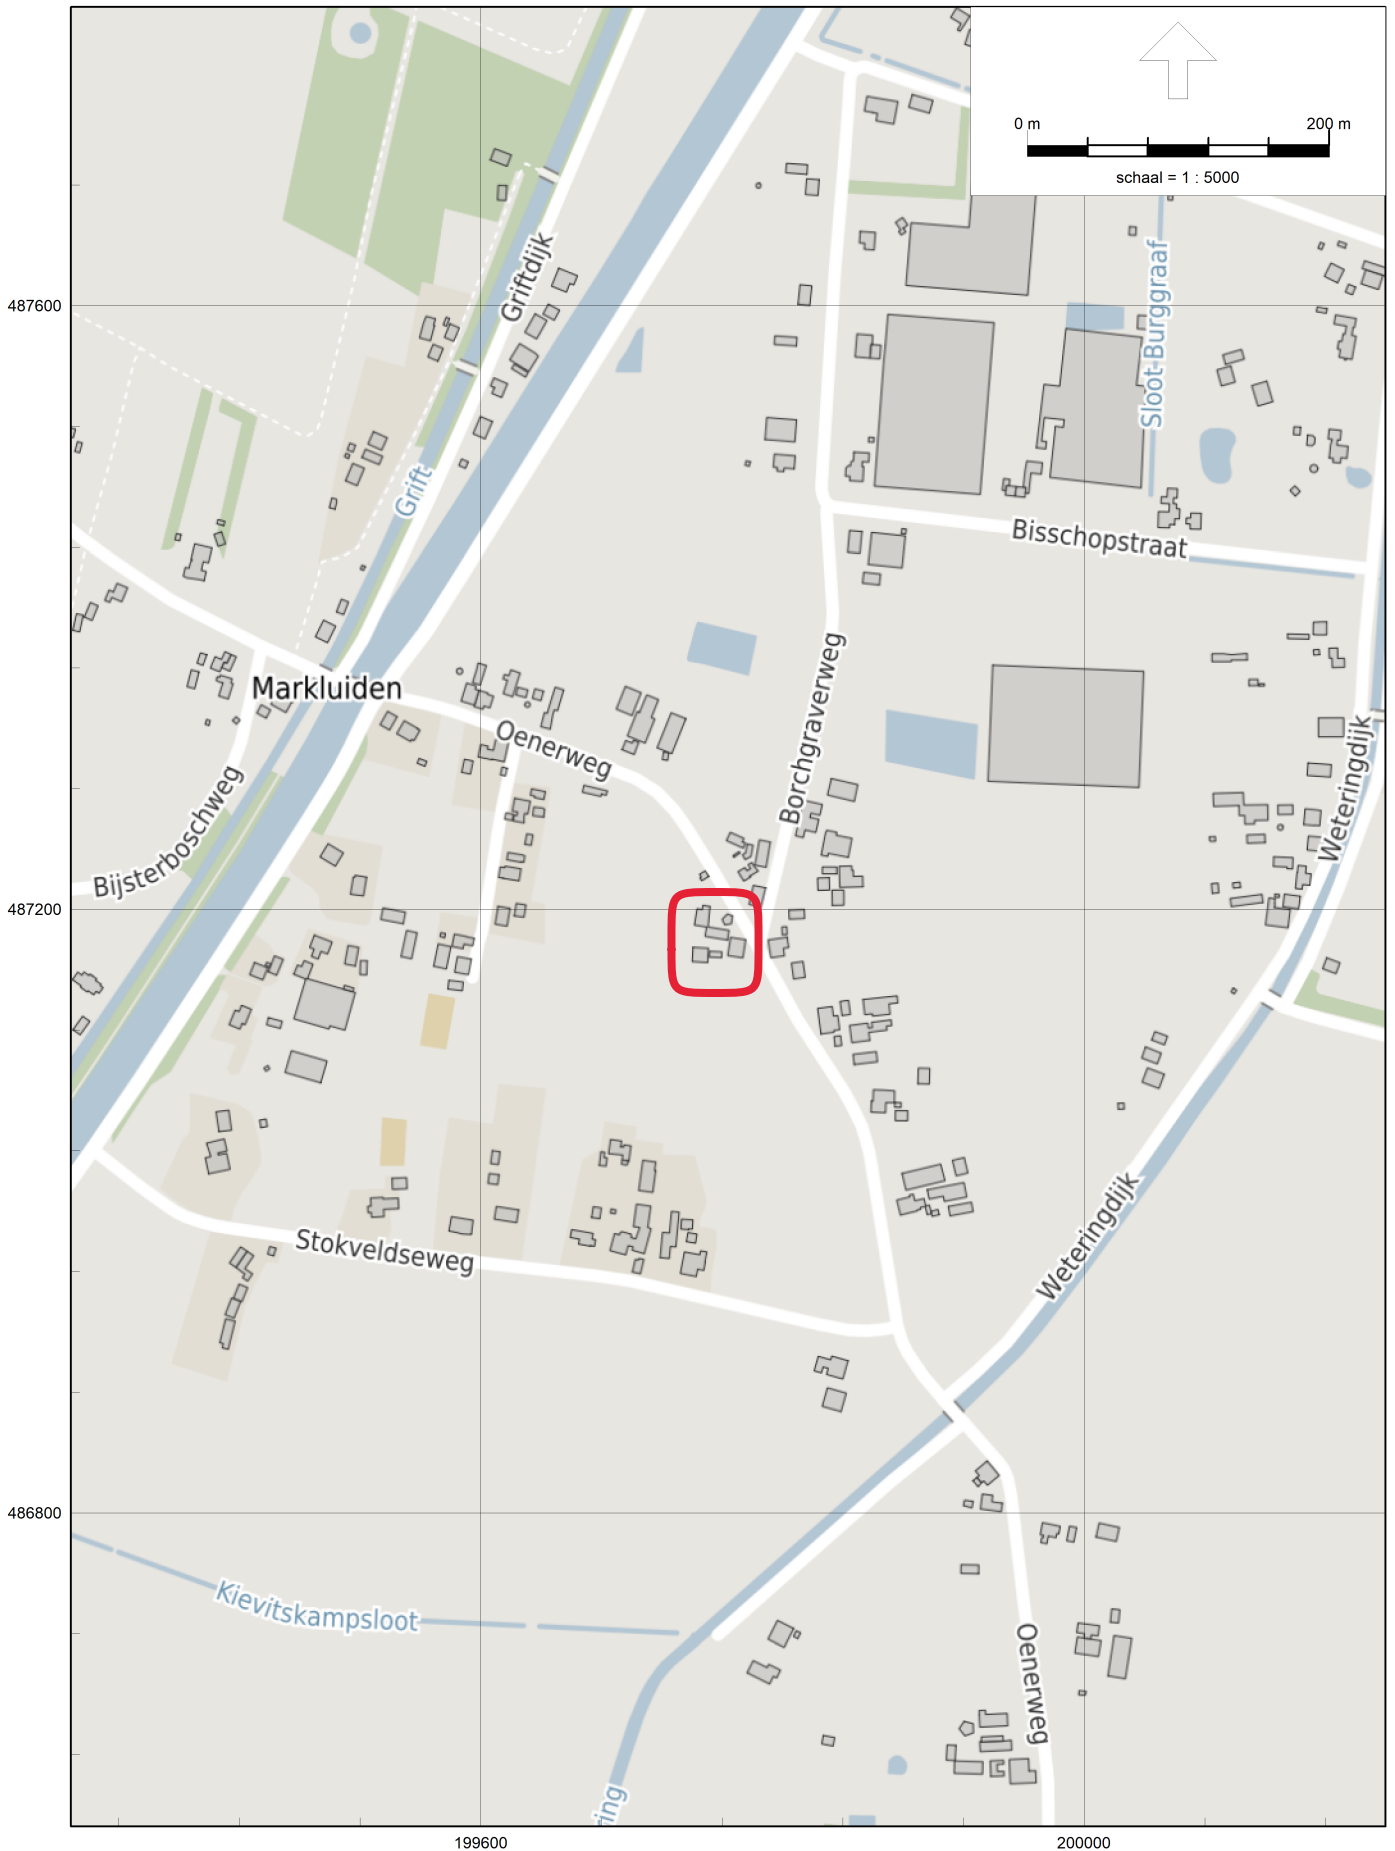 0 m 200 m
schaal = 1 : 5000
Griftdijk
487600
Sloot-Burggraaf
Grift
Bisschopstraat
Markluiden
Oenerweg
Borchgraverweg
Weteringdijk
Bijsterboschweg
487200
Weteringdijk
Stokveldseweg
486800
Kievitskampsloot
Oenerweg
ing
199600 200000